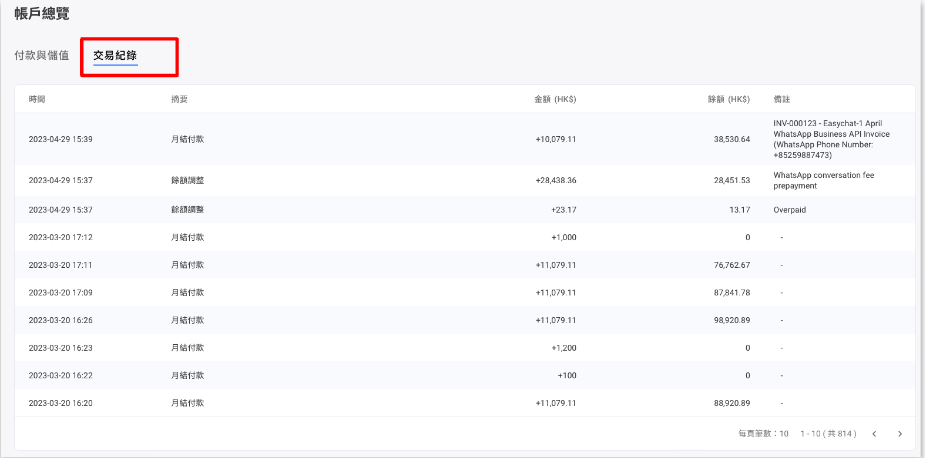 帳戶總覽
付款與儲值 交易紀錄
時間 摘要 金額 (HK$) 餘額 (HK$) 備註
2023-04-29 15:39 月結付款 +10,079.11 38,530.64 INV-000123 - Easychat-1 April
WhatsApp Business API Invoice
(WhatsApp Phone Number:
+85259887473)
2023-04-29 15:37 餘額調整 +28,438.36 28,451.53 WhatsApp conversation fee
prepayment
2023-04-29 15:37 餘額調整 +23.17 13.17 Overpaid
2023-03-20 17:12 月結付款 +1,000 0 -
2023-03-20 17:11 月結付款 +11,079.11 76,762.67 -
2023-03-20 17:09 月結付款 +11,079.11 87,841.78 -
2023-03-20 16:26 月結付款 +11,079.11 98,920.89 -
2023-03-20 16:23 月結付款 +1,200 0 -
2023-03-20 16:22 月結付款 +100 0 -
2023-03-20 16:20 月結付款 +11,079.11 88,920.89 -
每頁筆數：10 1 - 10 ( 共 814 )